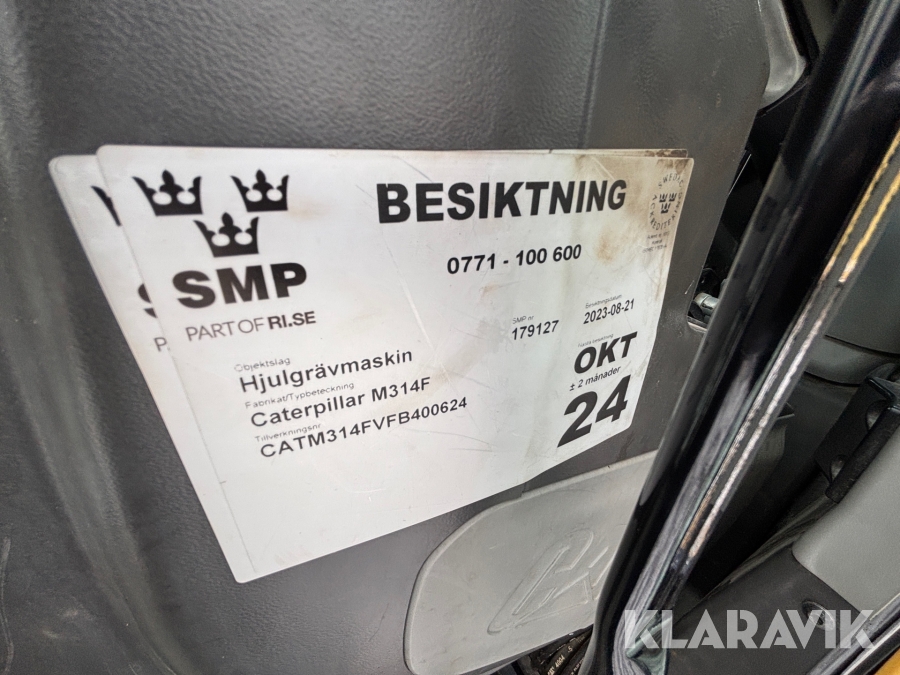 BESIKTNING
0771 - 100 600
SMP
PART OF RI.SE
SMP nr
179127
Besiktningsdatum
2023-08-21
Objektslag
Hjulgrävmaskin
Fabrikat/Typbeteckning
Caterpillar M314F
Tillverkningsnr.
CATM314FVFB400624
OKT
± 2 månader
24
KLARAVIK